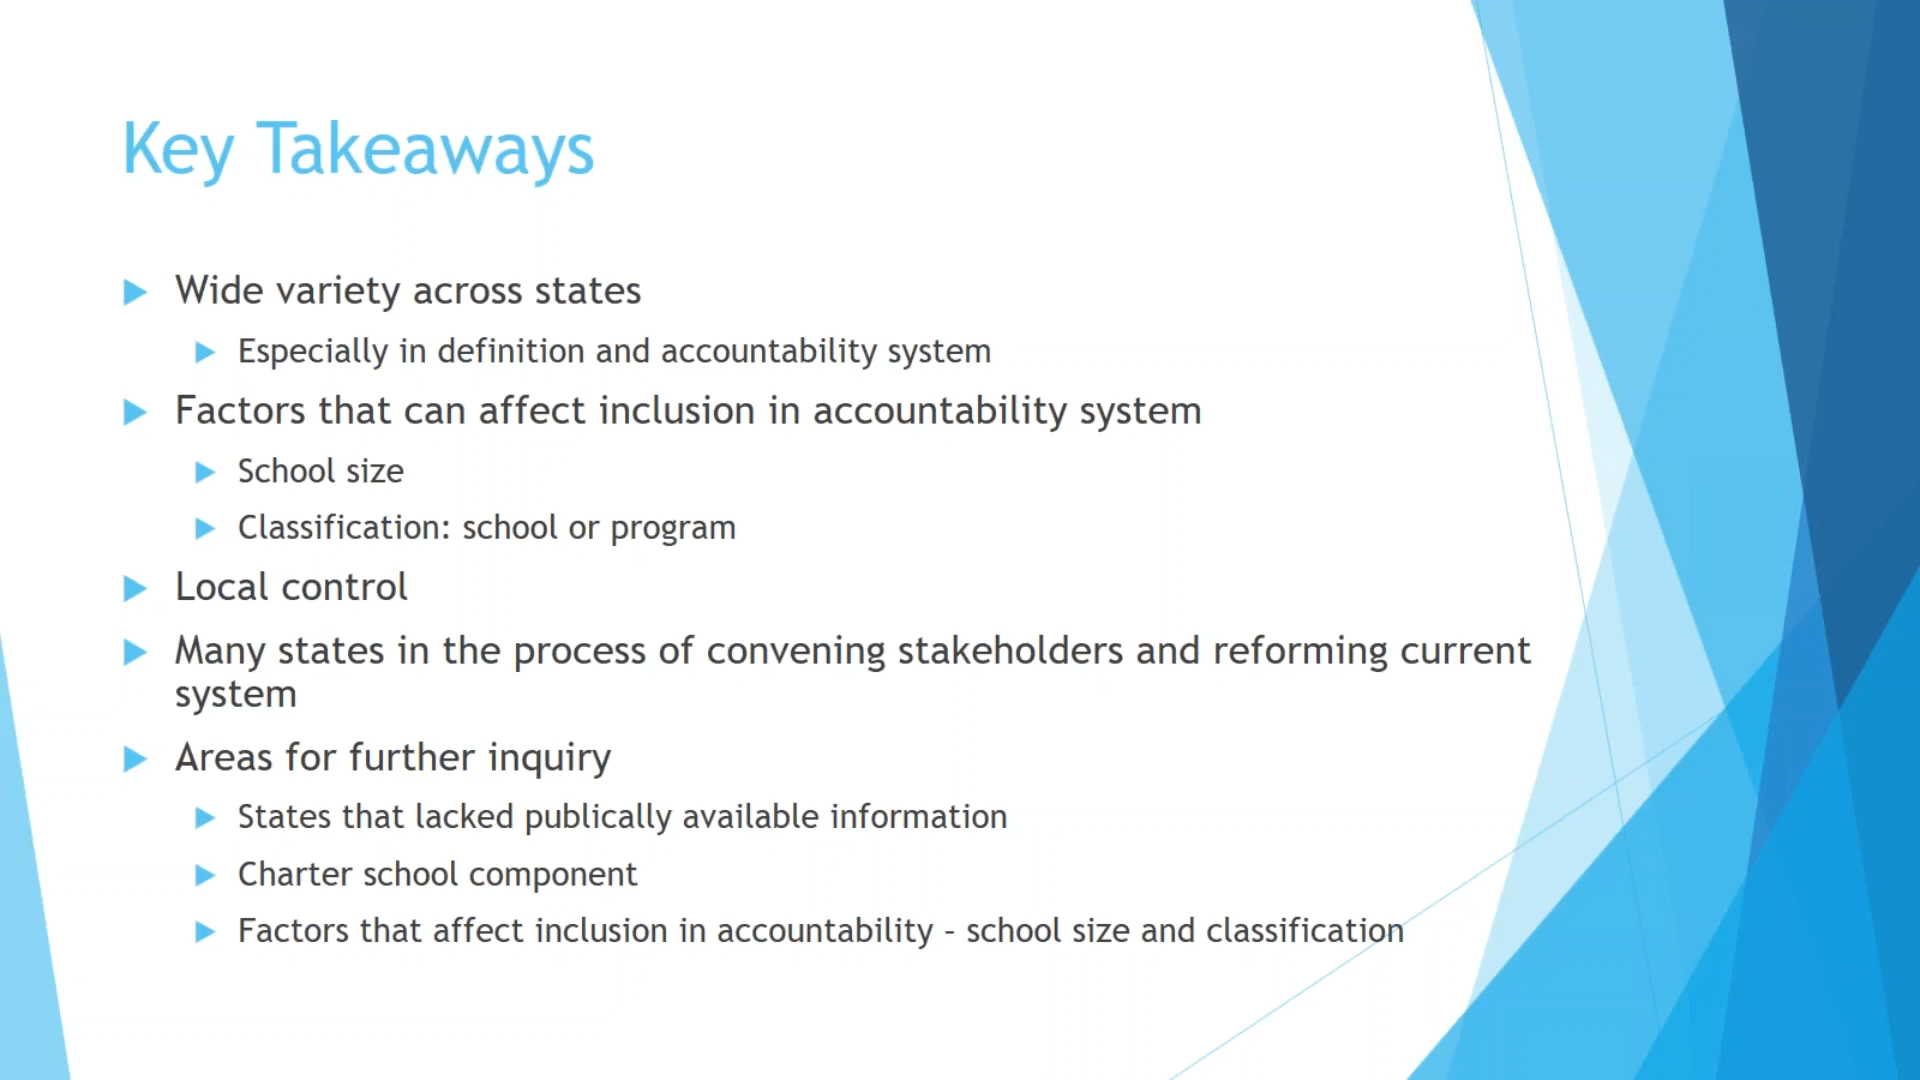 Key Takeaways
Wide variety across states
Especially in definition and accountability system
Factors that can affect inclusion in accountability system
School size
Classification: school or program
Local control
Many states in the process of convening stakeholders and reforming current
system
Areas for further inquiry
States that lacked publically available information
Charter school component
Factors that affect inclusion in accountability – school size and classification